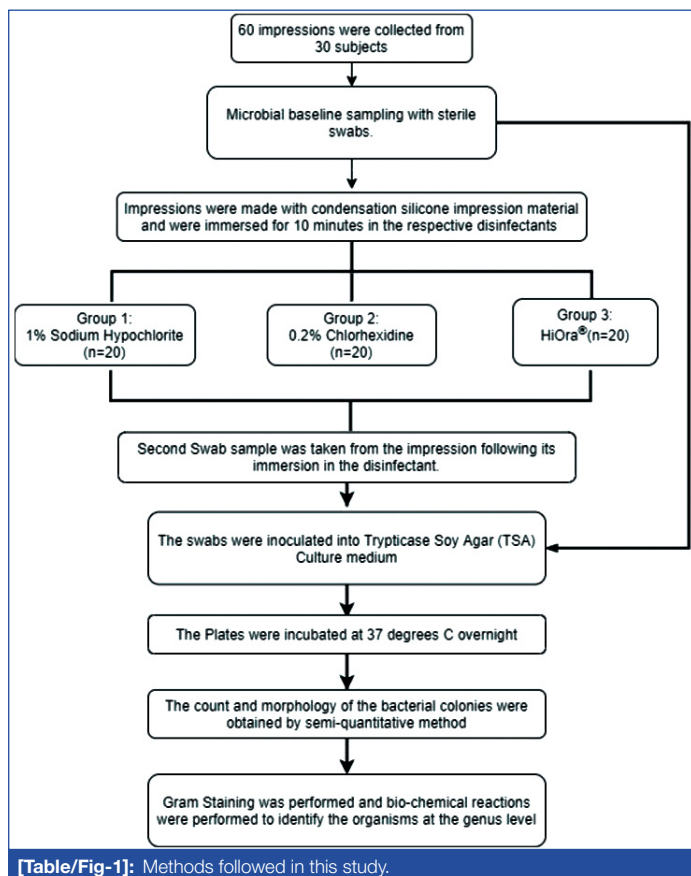 60 impressions were collected from
30 subjects
Microbial baseline sampling with sterile
swabs.
Impressions were made with condensation silicone impression material
and were immersed for 10 minutes in the respective disinfectants
Group 1:
1% Sodium Hypochlorite
(n=20)
Group 2:
0.2% Chlorhexidine
(n=20)
Group 3:
HiOra®(n=20)
Second Swab sample was taken from the impression following its
immersion in the disinfectant.
The swabs were inoculated into Trypticase Soy Agar (TSA)
Culture medium
The Plates were incubated at 37 degrees C overnight
The count and morphology of the bacterial colonies were
obtained by semi-quantitative method
Gram Staining was performed and bio-chemical reactions
were performed to identify the organisms at the genus level
[Table/Fig-1]: Methods followed in this study.